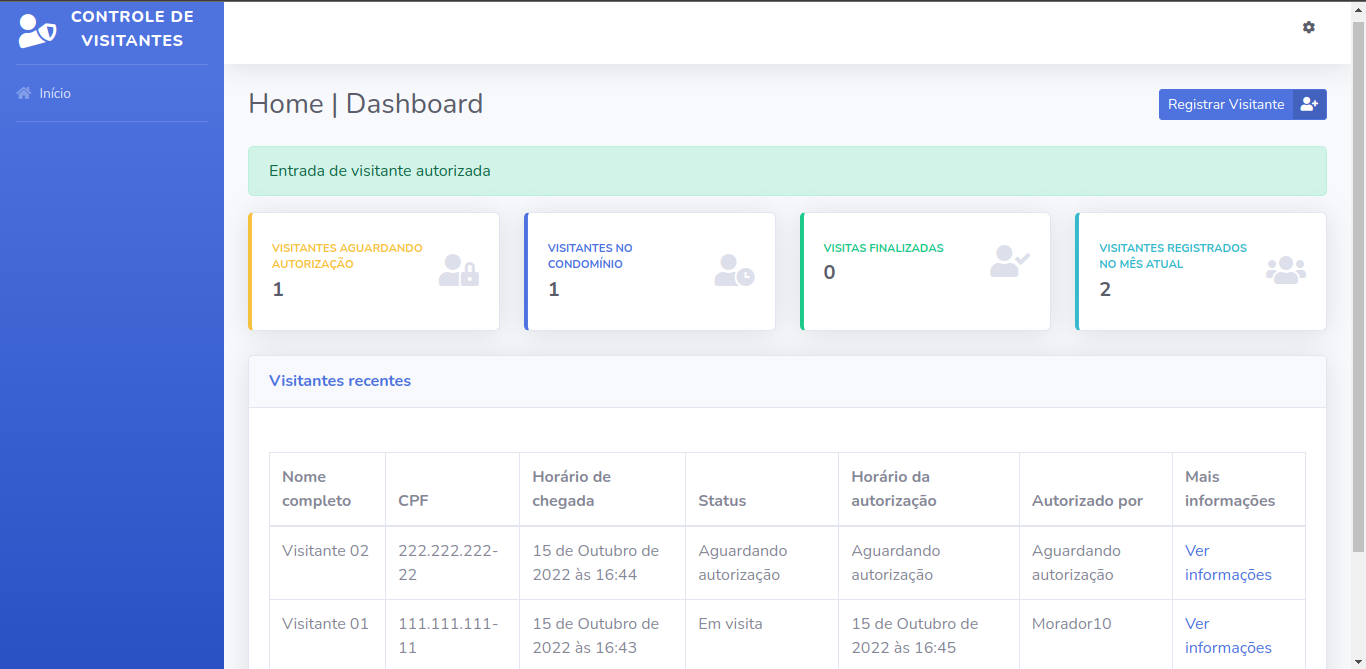 CONTROLE DE
VISITANTES
Início
Home | Dashboard
Registrar Visitante
Entrada de visitante autorizada
VISITANTES AGUARDANDO
AUTORIZAÇÃO
1
VISITANTES NO
CONDOMÍNIO
1
VISITAS FINALIZADAS
0
VISITANTES REGISTRADOS
NO MÊS ATUAL
2
Visitantes recentes
Nome
completo
CPF
Horário de
chegada
Status
Horário da
autorização
Autorizado por
Mais
informações
Visitante 02
222.222.222-
22
15 de Outubro de
2022 às 16:44
Aguardando
autorização
Aguardando
autorização
Aguardando
autorização
Ver
informações
Visitante 01
111.111.111-
11
15 de Outubro de
2022 às 16:43
Em visita
15 de Outubro de
2022 às 16:45
Morador10
Ver
informações